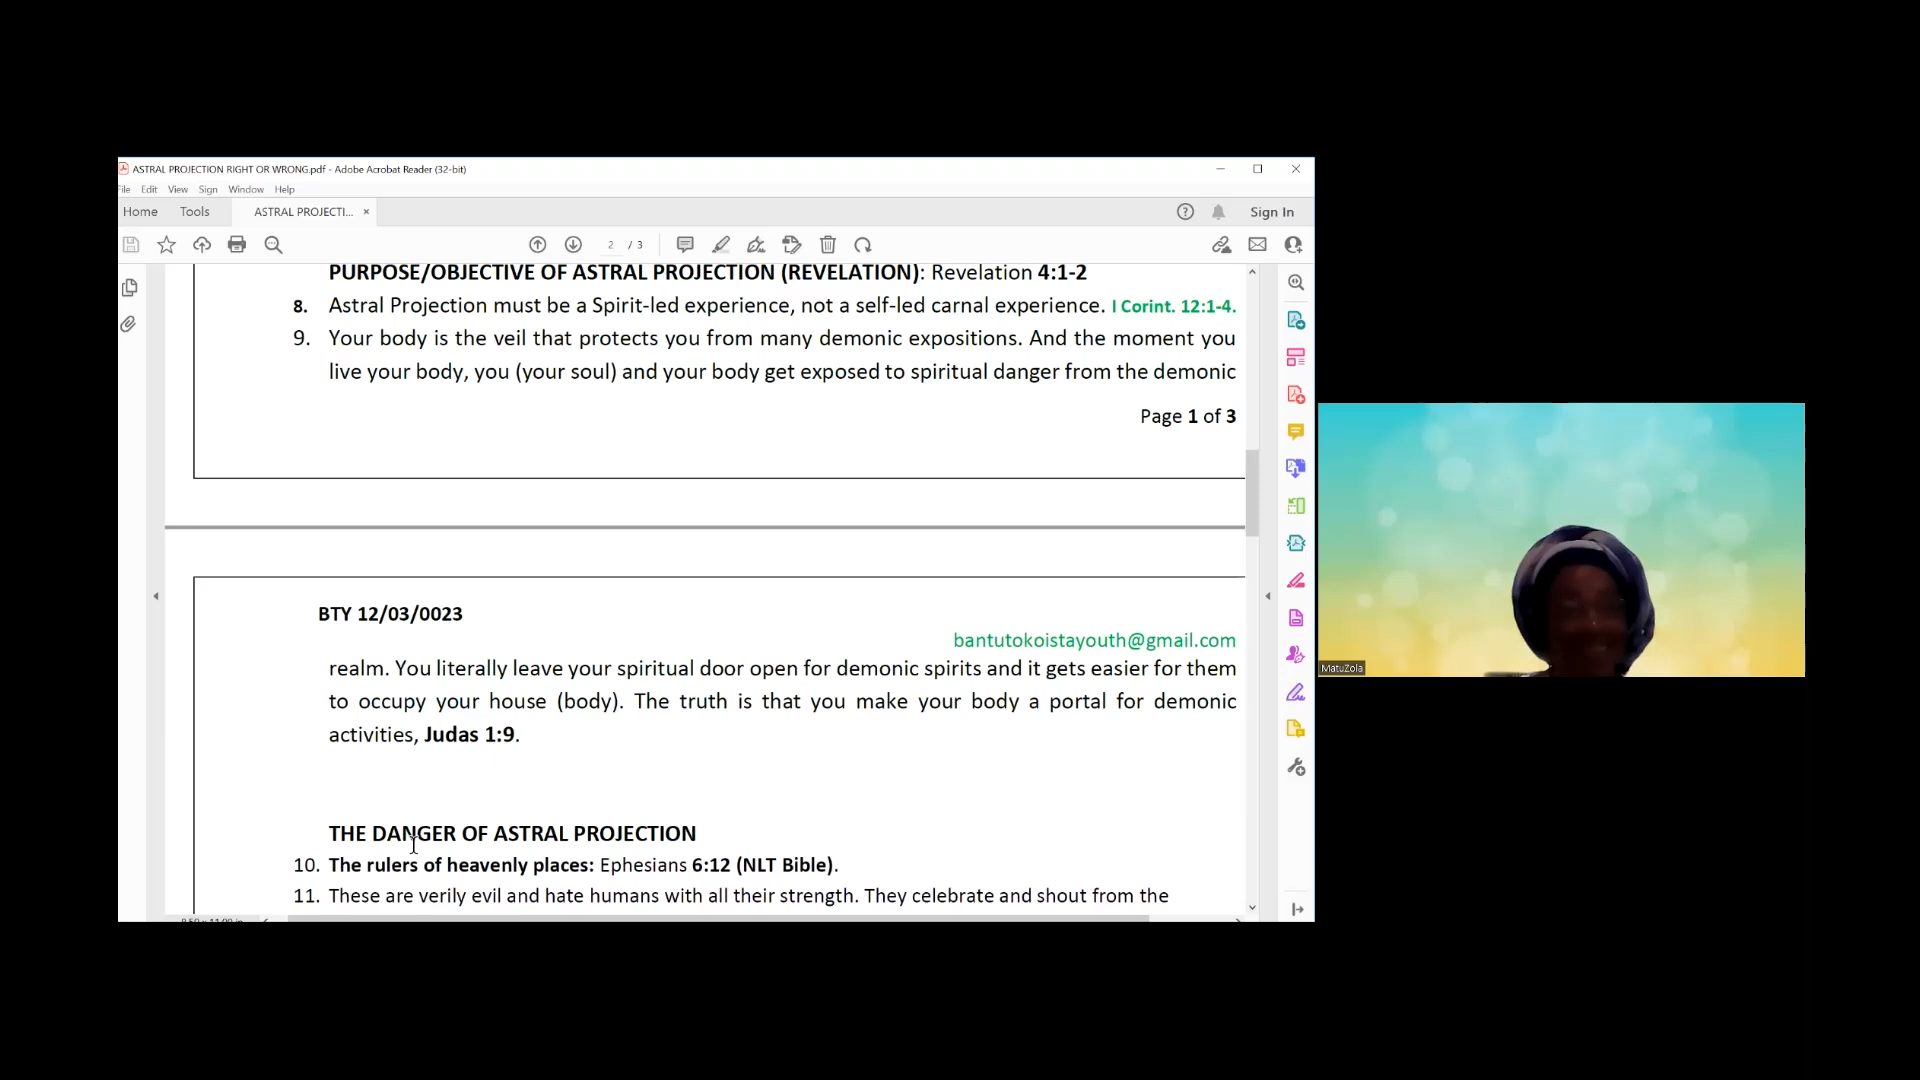 ASTRAL PROJECTION RIGHT OR WRONG.pdf - Adobe Acrobat Reader (32-bit)
File Edit View Sign Window Help
Home Tools ASTRAL PROJECTI... ×
Sign In
2 / 3
PURPOSE/OBJECTIVE OF ASTRAL PROJECTION (REVELATION): Revelation 4:1-2
8. Astral Projection must be a Spirit-led experience, not a self-led carnal experience. I Corint. 12:1-4.
9. Your body is the veil that protects you from many demonic expositions. And the moment you
live your body, you (your soul) and your body get exposed to spiritual danger from the demonic
Page 1 of 3
BTY 12/03/0023
bantutokoistayouth@gmail.com
realm. You literally leave your spiritual door open for demonic spirits and it gets easier for them
to occupy your house (body). The truth is that you make your body a portal for demonic
activities, Judas 1:9.
MatuZola
THE DANGER OF ASTRAL PROJECTION
10. The rulers of heavenly places: Ephesians 6:12 (NLT Bible).
11. These are verily evil and hate humans with all their strength. They celebrate and shout from the